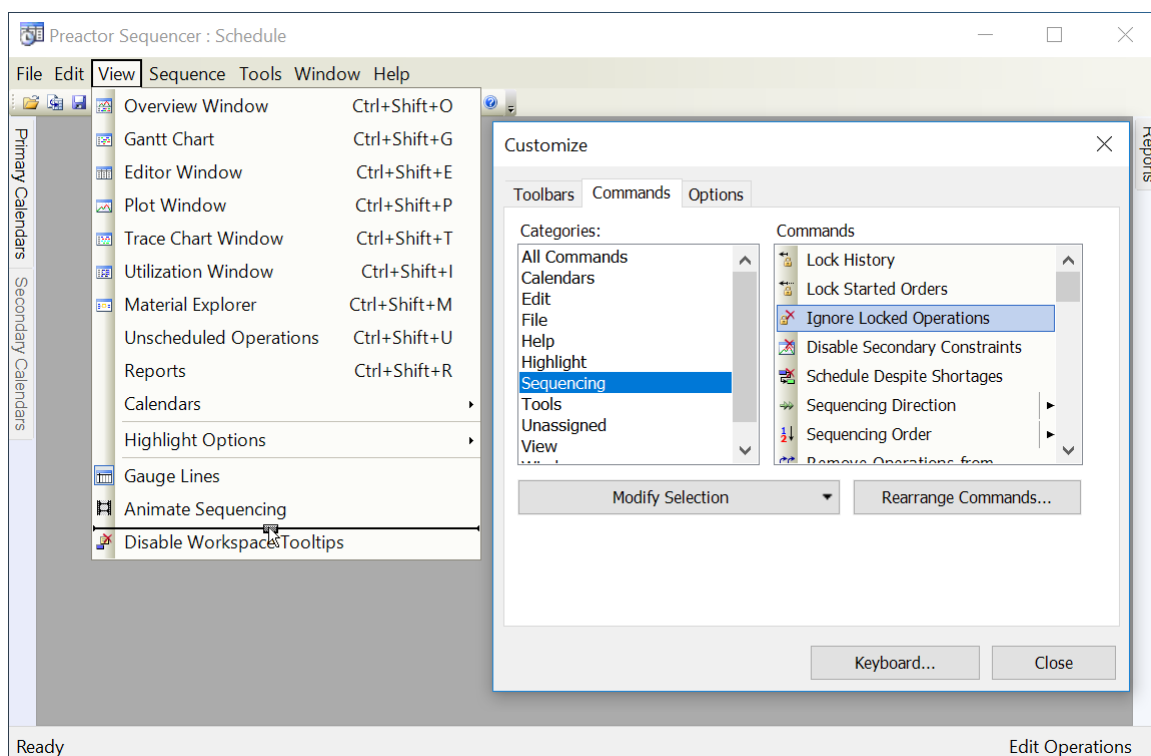 Preactor Sequencer : Schedule
File Edit View Sequence Tools Window Help
Primary Calendars
Secondary Calendars
Overview Window Ctrl+Shift+O
Gantt Chart Ctrl+Shift+G
Editor Window Ctrl+Shift+E
Plot Window Ctrl+Shift+P
Trace Chart Window Ctrl+Shift+T
Utilization Window Ctrl+Shift+I
Material Explorer Ctrl+Shift+M
Unscheduled Operations Ctrl+Shift+U
Reports Ctrl+Shift+R
Calendars
Highlight Options
Gauge Lines
Animate Sequencing
Disable Workspace Tooltips
Customize
Toolbars Commands Options
Categories:
All Commands
Calendars
Edit
File
Help
Highlight
Sequencing
Tools
Unassigned
View
Commands
Lock History
Lock Started Orders
Ignore Locked Operations
Disable Secondary Constraints
Schedule Despite Shortages
Sequencing Direction
Sequencing Order
Remove Operations from
Modify Selection
Rearrange Commands...
Keyboard...
Close
Reports
Ready
Edit Operations